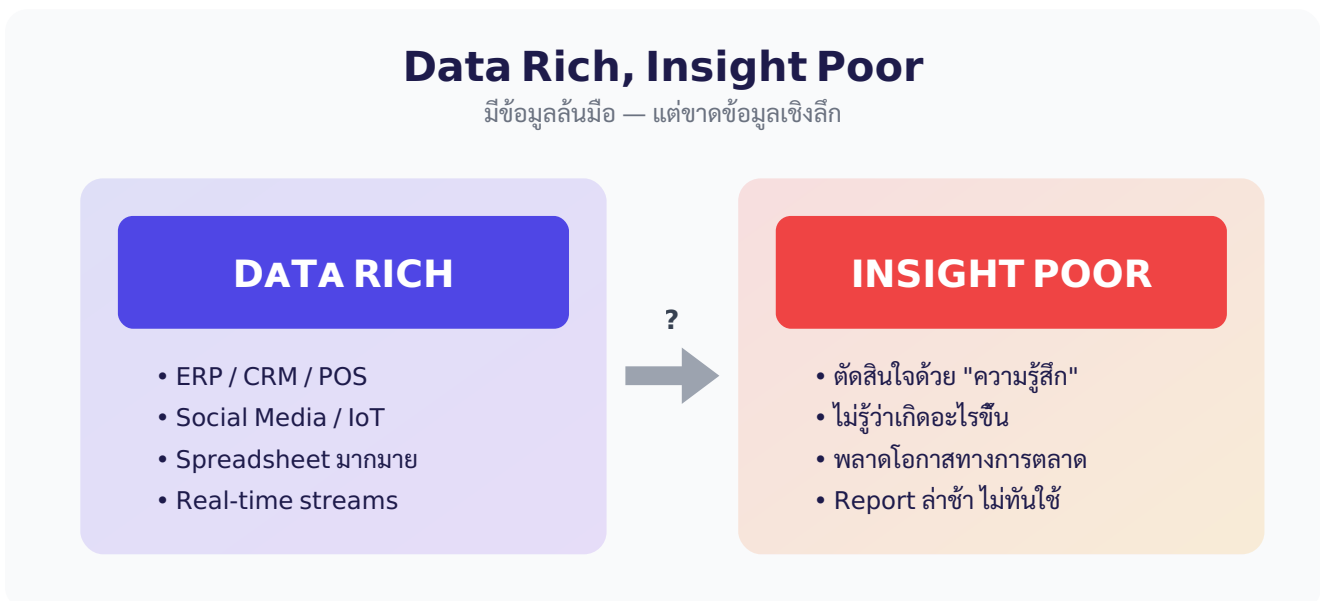 Data Rich, Insight Poor
มีข้อมูลล้นมือ — แต่ขาดข้อมูลเชิงลึก
DATA RICH
?
• ERP / CRM / POS
• Social Media / IoT
• Spreadsheet มากมาย
• Real-time streams
INSIGHT POOR
• ตัดสินใจด้วย "ความรู้สึก"
• ไม่รู้ว่าเกิดอะไรขึ้น
• พลาดโอกาสทางการตลาด
• Report ล่าช้า ไม่ทันใช้